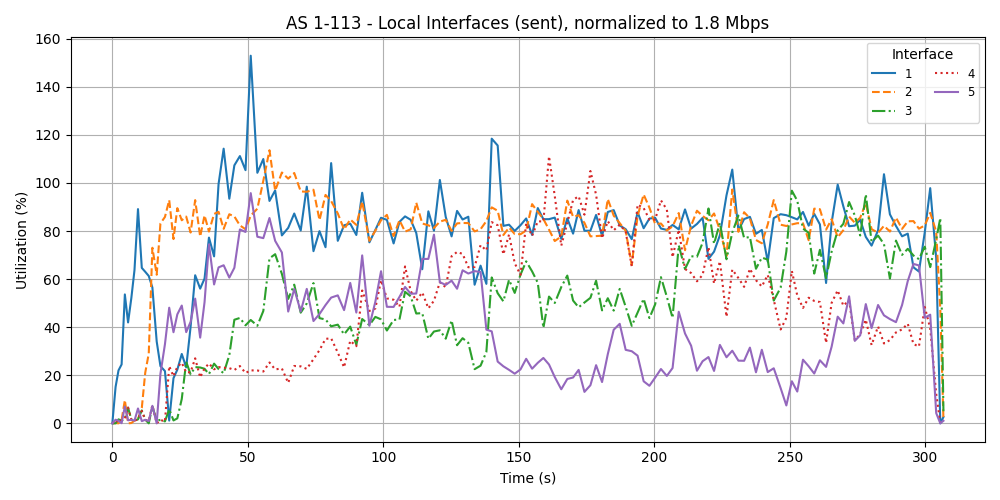 AS 1-113 - Local Interfaces (sent), normalized to 1.8 Mbps
Utilization (%)
160
140
120
100
80
60
40
20
0
0 50 100 150 200 250 300
Time (s)
Interface
1 4
2 5
3